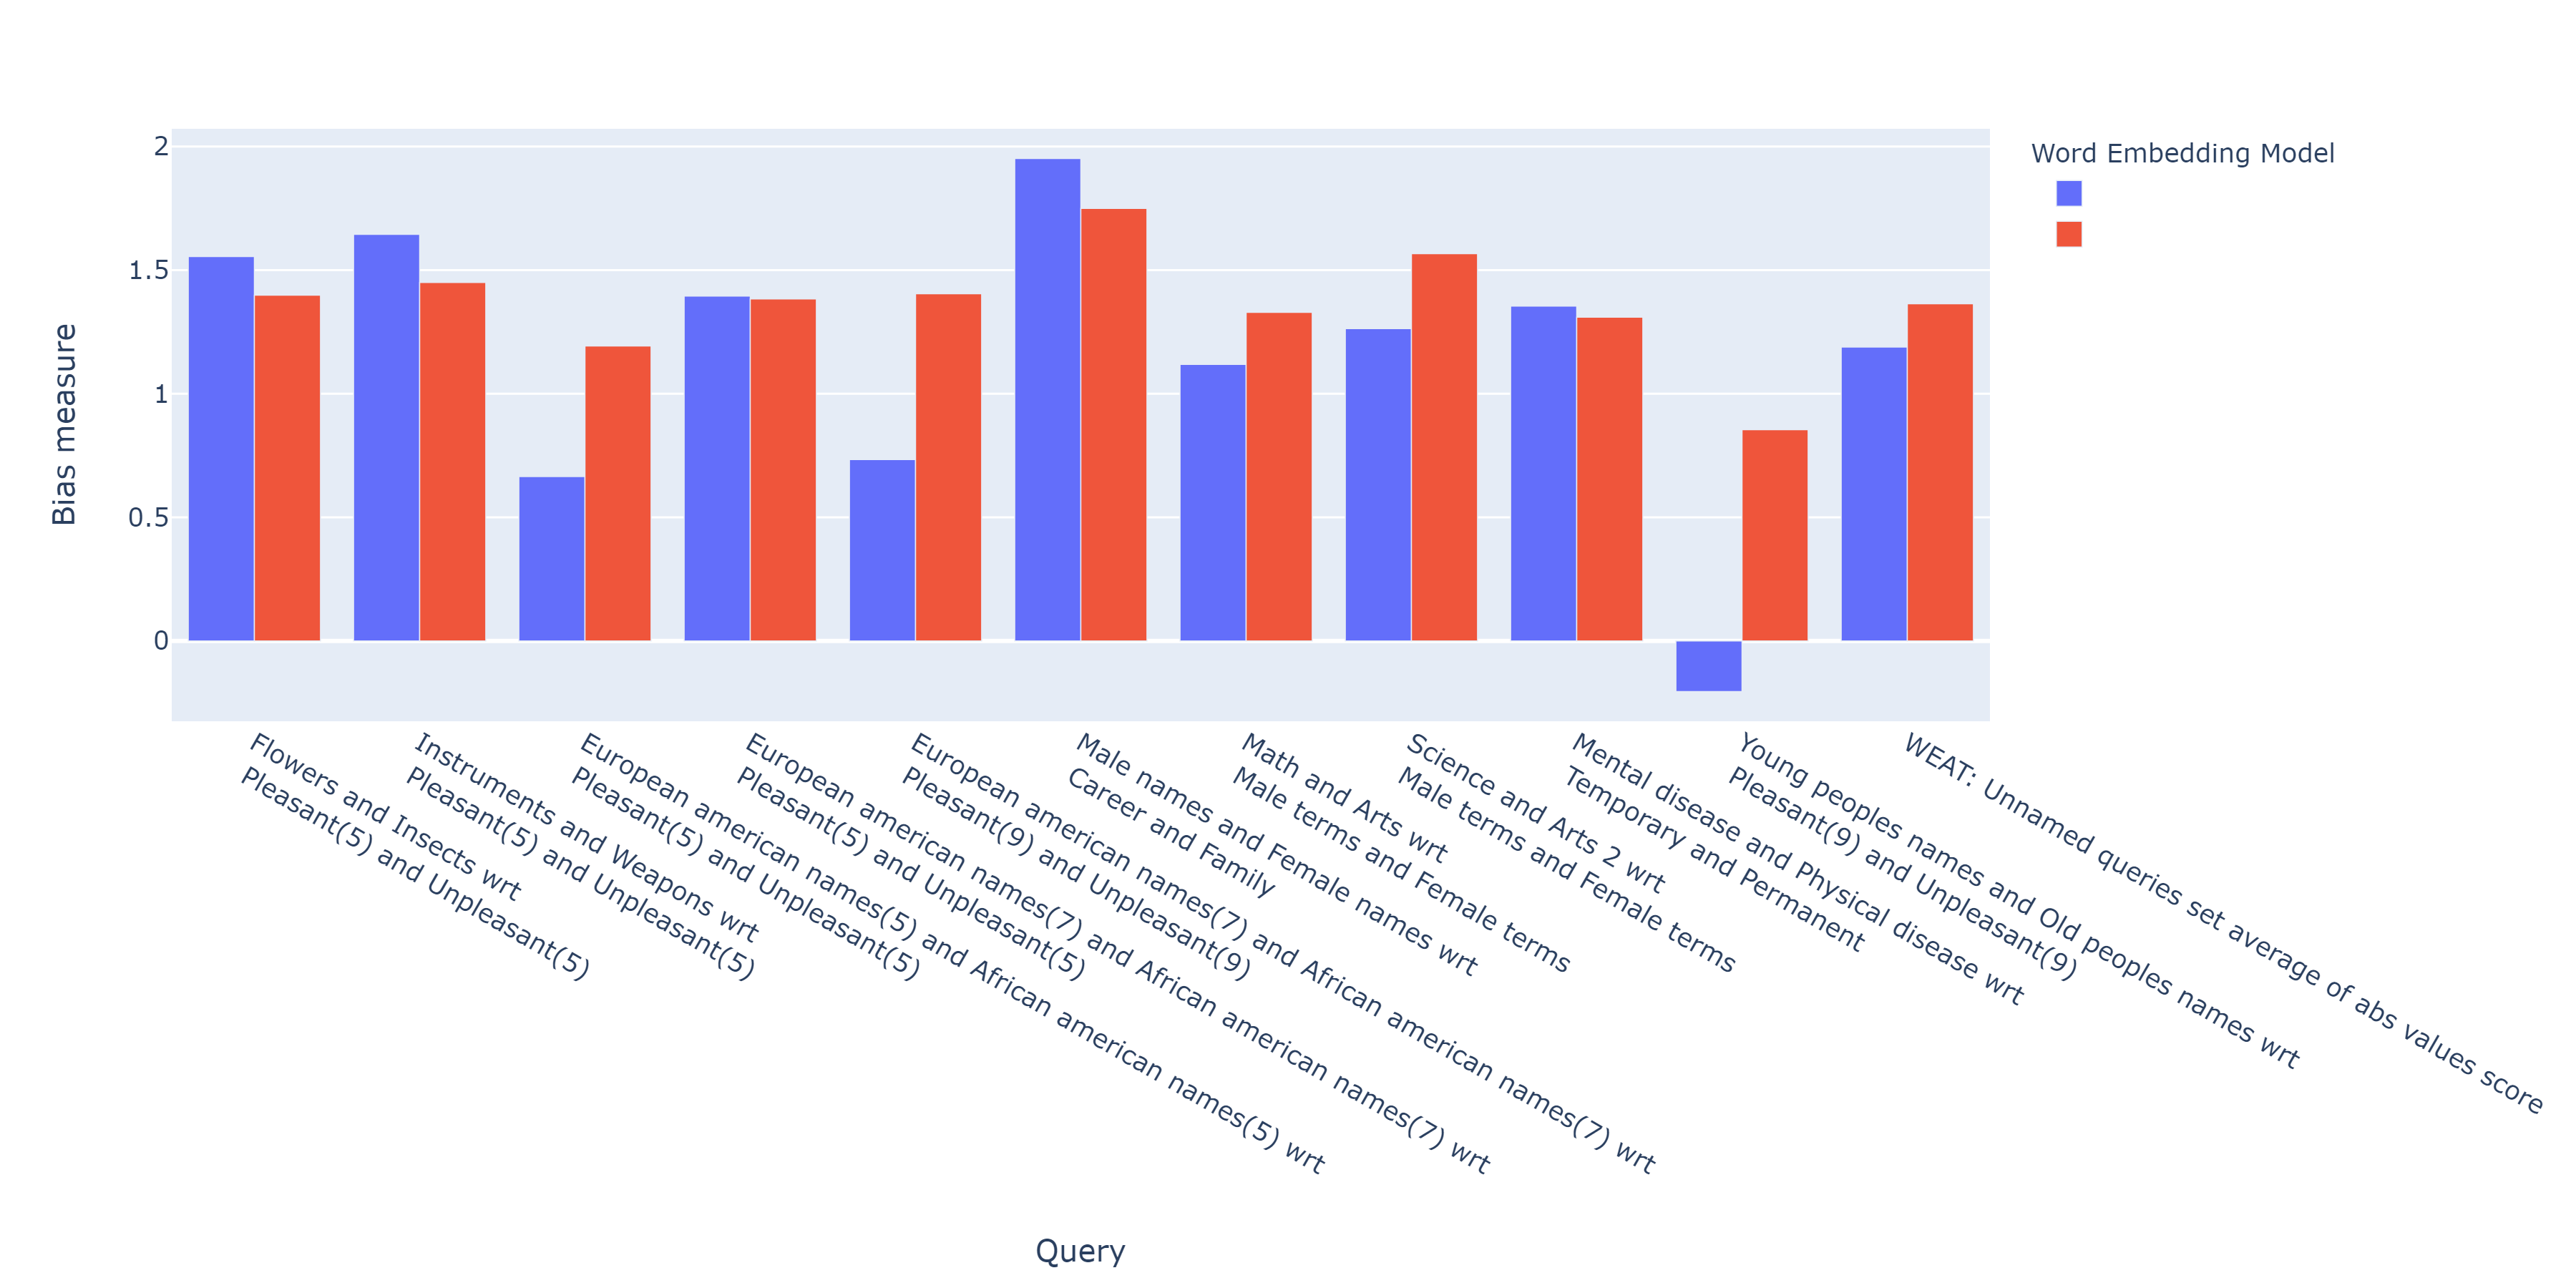 Word Embedding Model
2
1.5
1
0.5
0
Bias measure
Flowers and Insects wrt
Pleasant(5) and Unpleasant(5)
Instruments and Weapons wrt
Pleasant(5) and Unpleasant(5)
European american names(5) and African american names(5) wrt
Pleasant(5) and Unpleasant(5)
European american names(7) and African american names(7) wrt
Pleasant(5) and Unpleasant(5)
European american names(7) and African american names(7) wrt
Pleasant(9) and Unpleasant(9)
Male names and Female names wrt
Career and Family
Math and Arts wrt
Male terms and Female terms
Science and Arts 2 wrt
Male terms and Female terms
Mental disease and Physical disease wrt
Temporary and Permanent
Young peoples names and Old peoples names wrt
Pleasant(9) and Unpleasant(9)
WEAT: Unnamed queries set average of abs values score
Query